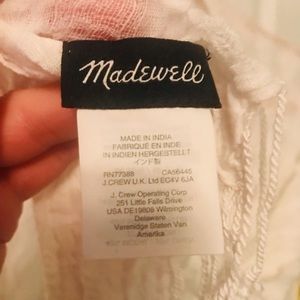 Madewell
MADE IN INDIA
FABRIQUÉ EN INDE
IN INDIEN HERGESTELLT
インド製
RN77388 CA56445
J.CREW U.K. Ltd EC4V 6JA
J. Crew Operating Corp
251 Little Falls Drive
USA DE19808 Wilmington
Delaware
Verenidge Staten Van
Amerika